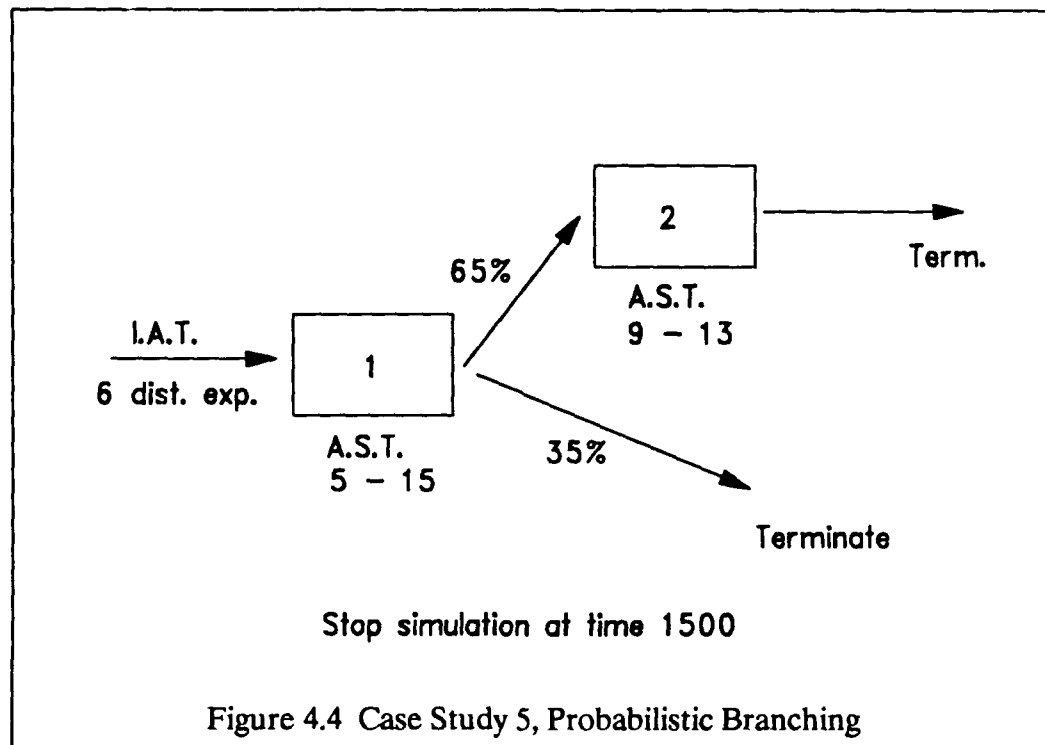 2
Term.
65%
A.S.T.
9 - 13
I.A.T.
6 dist. exp.
1
A.S.T.
5 - 15
35%
Terminate
Stop simulation at time 1500
Figure 4.4 Case Study 5, Probabilistic Branching